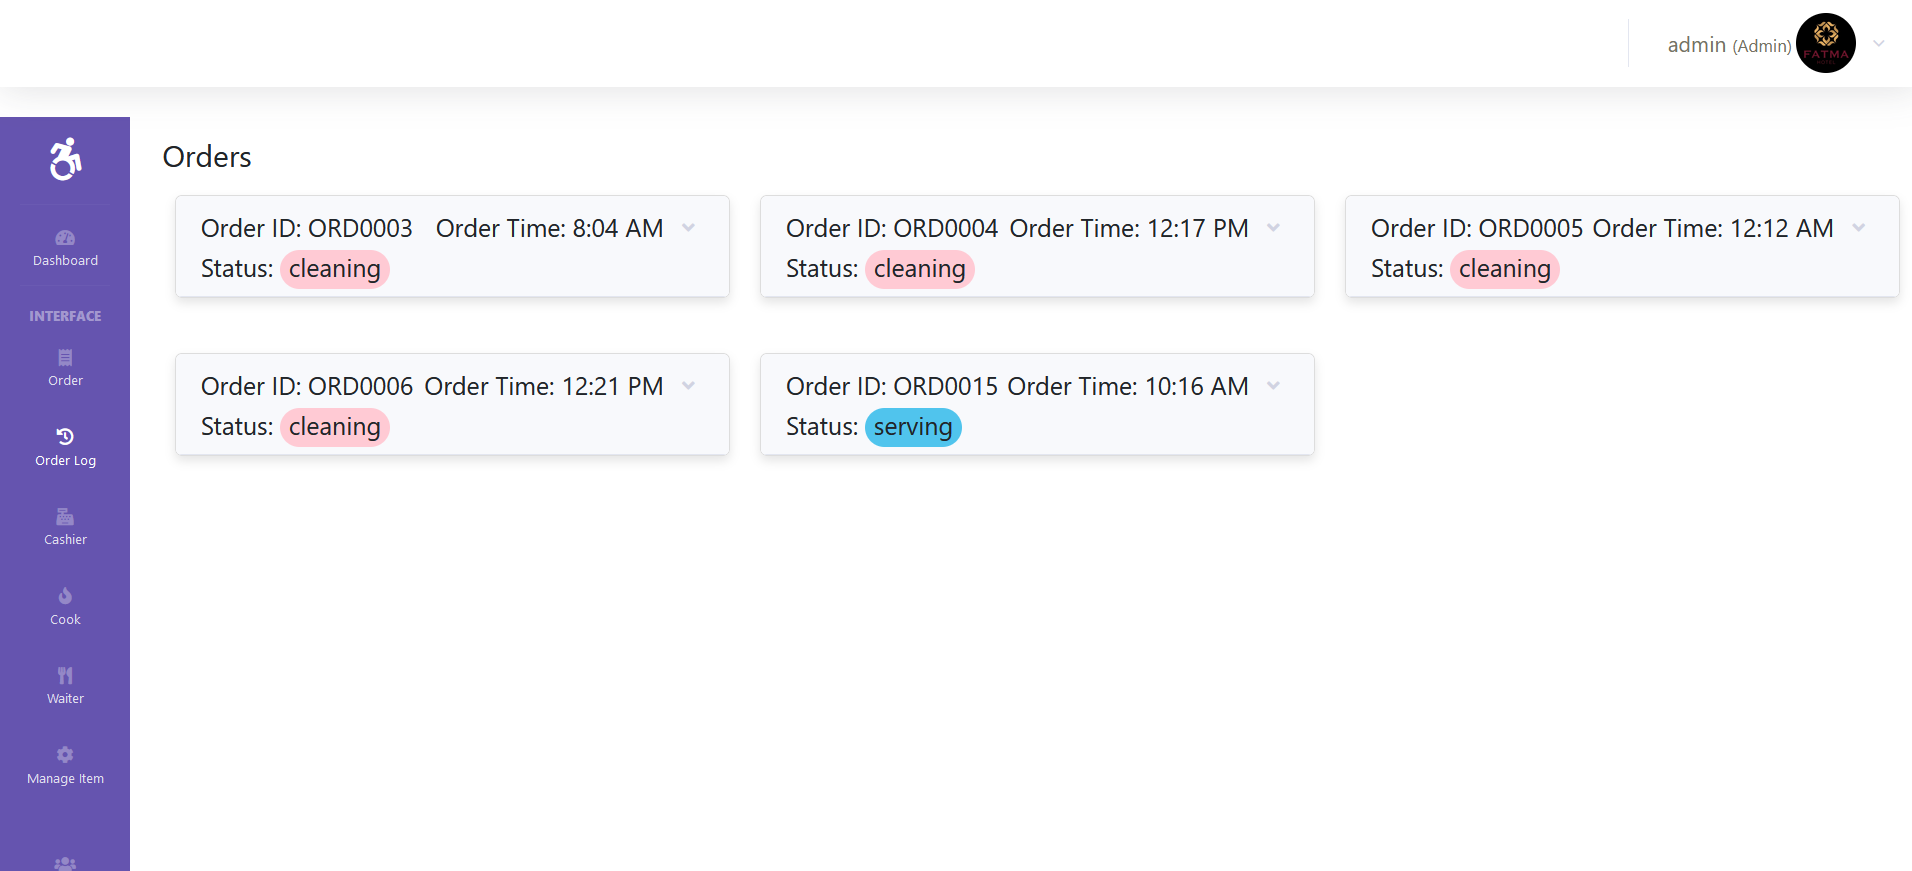 admin (Admin)
FATMA
Orders
Order ID: ORD0003 Order Time: 8:04 AM
Status: cleaning
Order ID: ORD0004 Order Time: 12:17 PM
Status: cleaning
Order ID: ORD0005 Order Time: 12:12 AM
Status: cleaning
Order ID: ORD0006 Order Time: 12:21 PM
Status: cleaning
Order ID: ORD0015 Order Time: 10:16 AM
Status: serving
Dashboard
INTERFACE
Order
Order Log
Cashier
Cook
Waiter
Manage Item